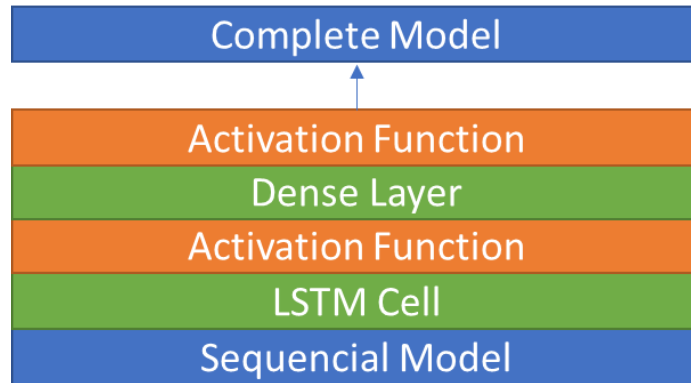 Complete Model
Activation Function
Dense Layer
Activation Function
LSTM Cell
Sequencial Model